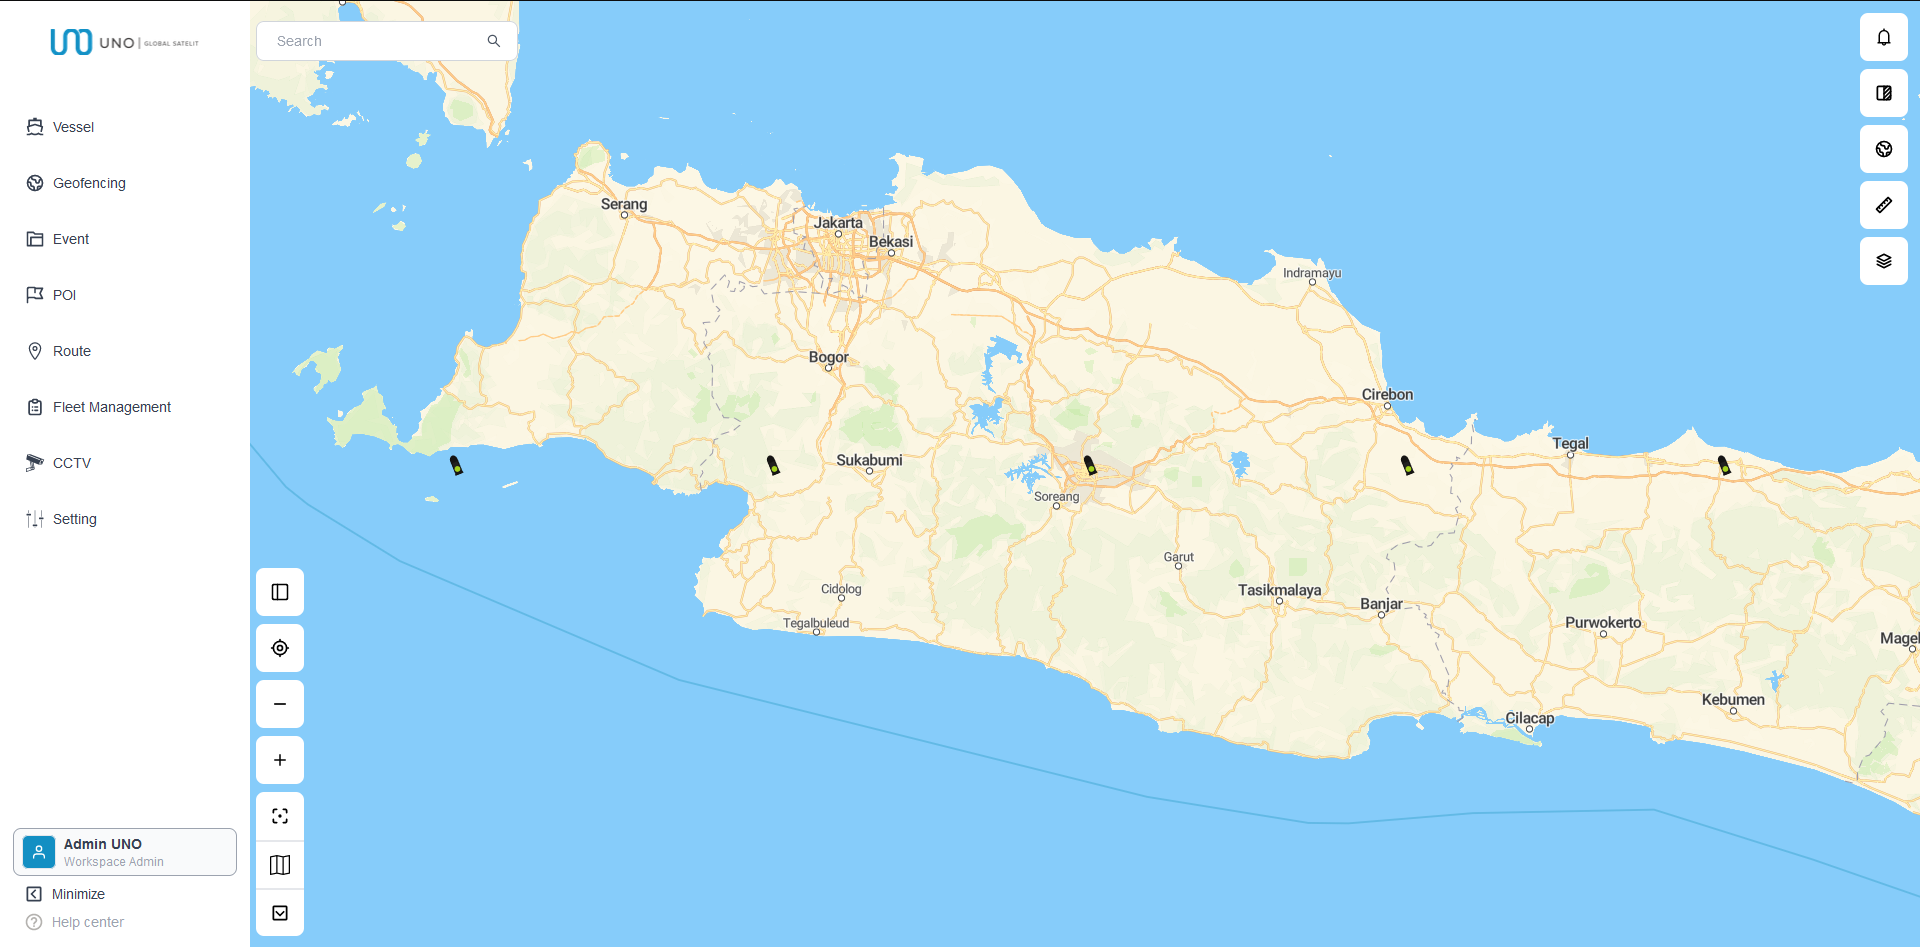 UNO | GLOBAL SATELIT
Search
Vessel
Geofencing
Event
POI
Route
Fleet Management
CCTV
Setting
Admin UNO
Workspace Admin
Minimize
Help center
Serang
Jakarta
Bekasi
Indramayu
Bogor
Cirebon
Tegal
Sukabumi
Soreang
Garut
Cidolog
Tasikmalaya
Banjar
Tegalbuleud
Purwokerto
Magel
Kebumen
Cilacap